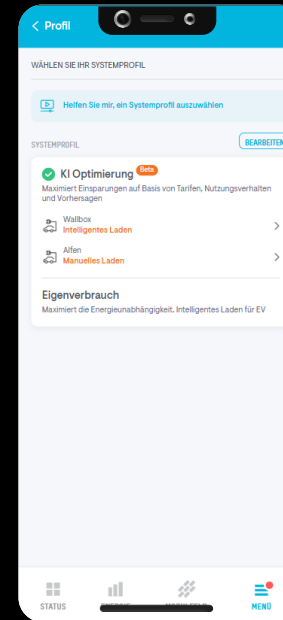 Profil
WÄHLEN SIE IHR SYSTEMPROFIL
Helfen Sie mir, ein Systemprofil auszuwählen
SYSTEMPROFIL
BEARBEITEN
KI Optimierung
Beta
Maximiert Einsparungen auf Basis von Tarifen, Nutzungsverhalten
und Vorhersagen
Wallbox
Intelligentes Laden
Alfen
Manuelles Laden
Eigenverbrauch
Maximiert die Energieunabhängigkeit. Intelligentes Laden für EV
STATUS
MENÜ